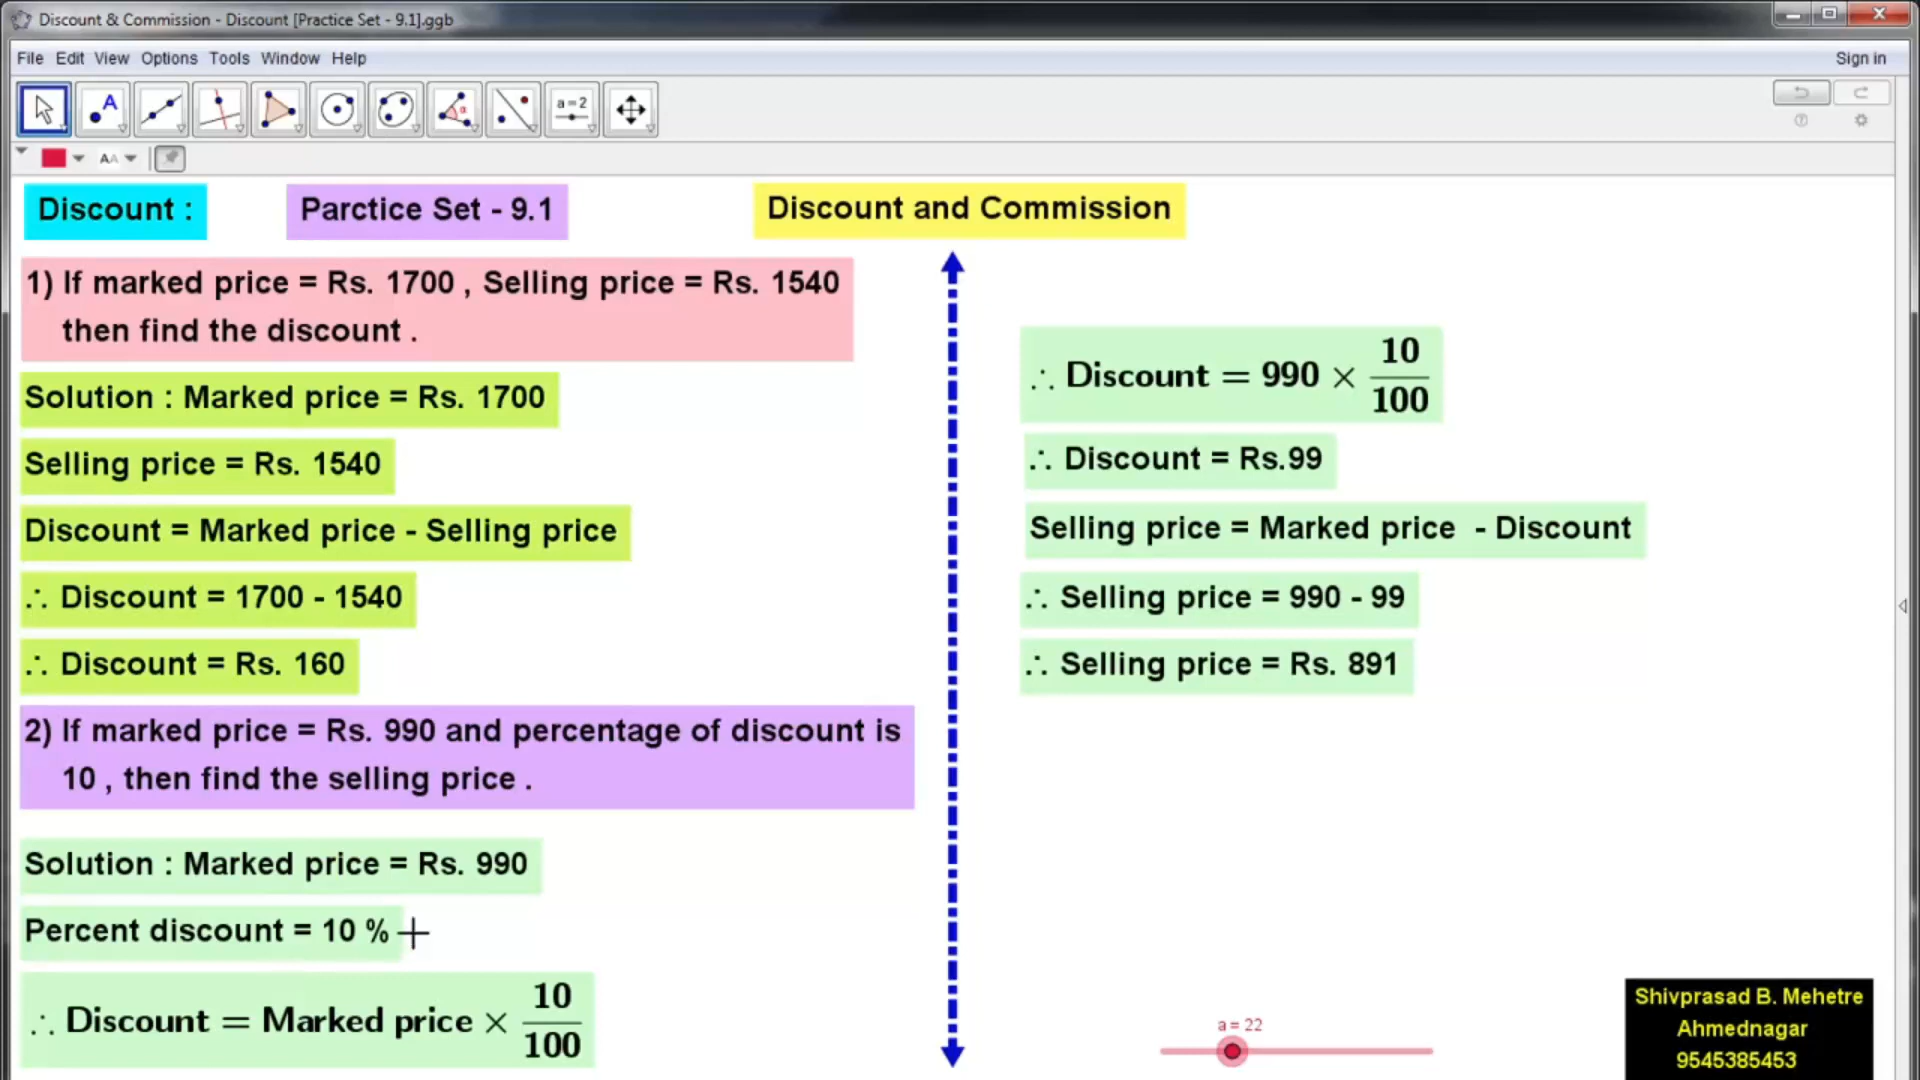 Discount & Commission - Discount [Practice Set - 9.1].ggb
File Edit View Options Tools Window Help
Sign in
A
a = 2
AA
Discount :
Parctice Set - 9.1
Discount and Commission
1) If marked price = Rs. 1700 , Selling price = Rs. 1540
then find the discount .
Solution : Marked price = Rs. 1700
Selling price = Rs. 1540
Discount = Marked price - Selling price
∴ Discount = 1700 - 1540
∴ Discount = Rs. 160
2) If marked price = Rs. 990 and percentage of discount is
10 , then find the selling price .
Solution : Marked price = Rs. 990
Percent discount = 10 %
∴ Discount = Marked price × 10/100
∴ Discount = 990 × 10/100
∴ Discount = Rs.99
Selling price = Marked price - Discount
∴ Selling price = 990 - 99
∴ Selling price = Rs. 891
a = 22
Shivprasad B. Mehetre
Ahmednagar
9545385453